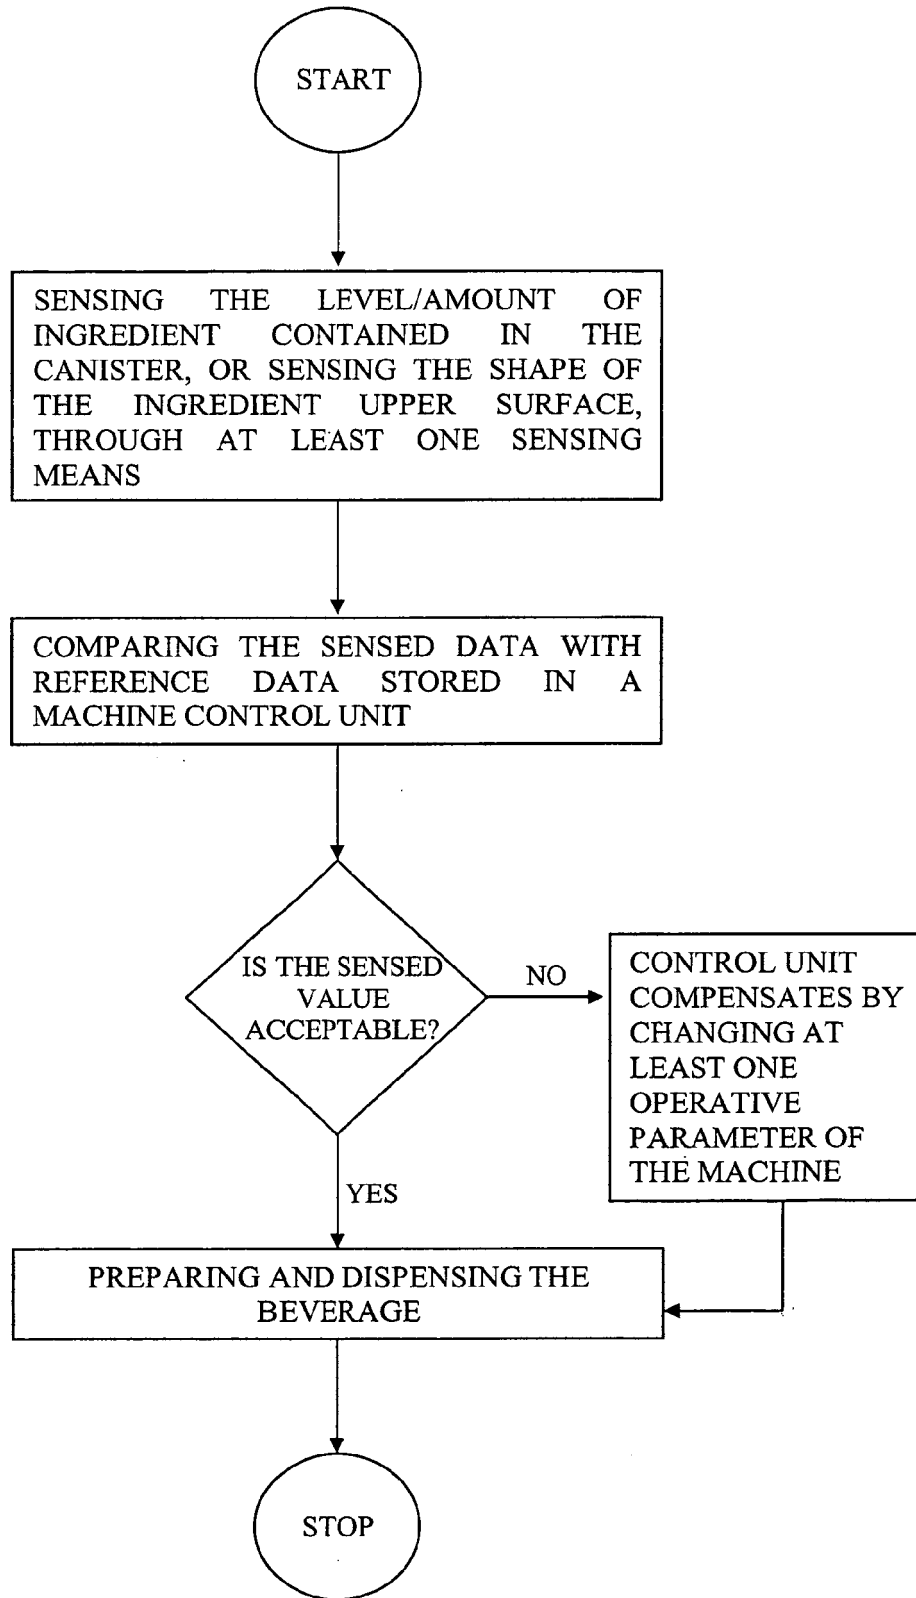 START
SENSING THE LEVEL/AMOUNT OF
INGREDIENT CONTAINED IN THE
CANISTER, OR SENSING THE SHAPE OF
THE INGREDIENT UPPER SURFACE,
THROUGH AT LEAST ONE SENSING
MEANS
COMPARING THE SENSED DATA WITH
REFERENCE DATA STORED IN A
MACHINE CONTROL UNIT
IS THE SENSED
VALUE
ACCEPTABLE?
NO
CONTROL UNIT
COMPENSATES BY
CHANGING AT
LEAST ONE
OPERATIVE
PARAMETER OF
THE MACHINE
YES
PREPARING AND DISPENSING THE
BEVERAGE
STOP